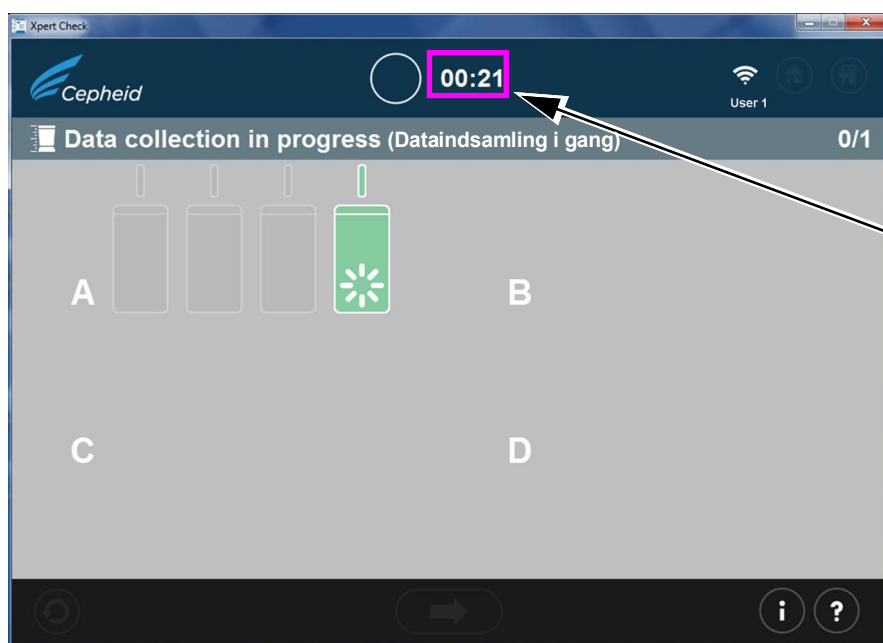 Xpert Check
Cepheid
00:21
User 1
Data collection in progress (Dataindsamling i gang)
0/1
A
B
C
D
i
?